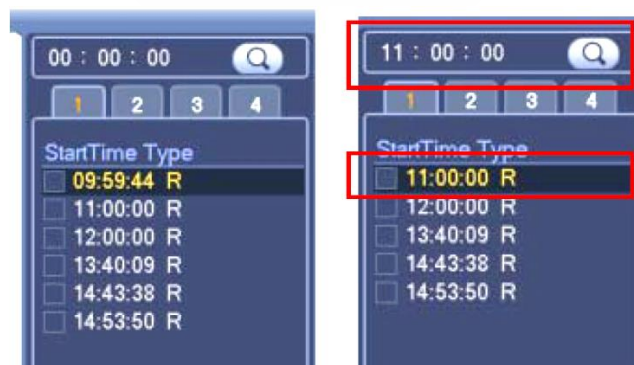 00 : 00 : 00
1 2 3 4
StartTime Type
09:59:44 R
11:00:00 R
12:00:00 R
13:40:09 R
14:43:38 R
14:53:50 R
11 : 00 : 00
1 2 3 4
StartTime Type
11:00:00 R
12:00:00 R
13:40:09 R
14:43:38 R
14:53:50 R